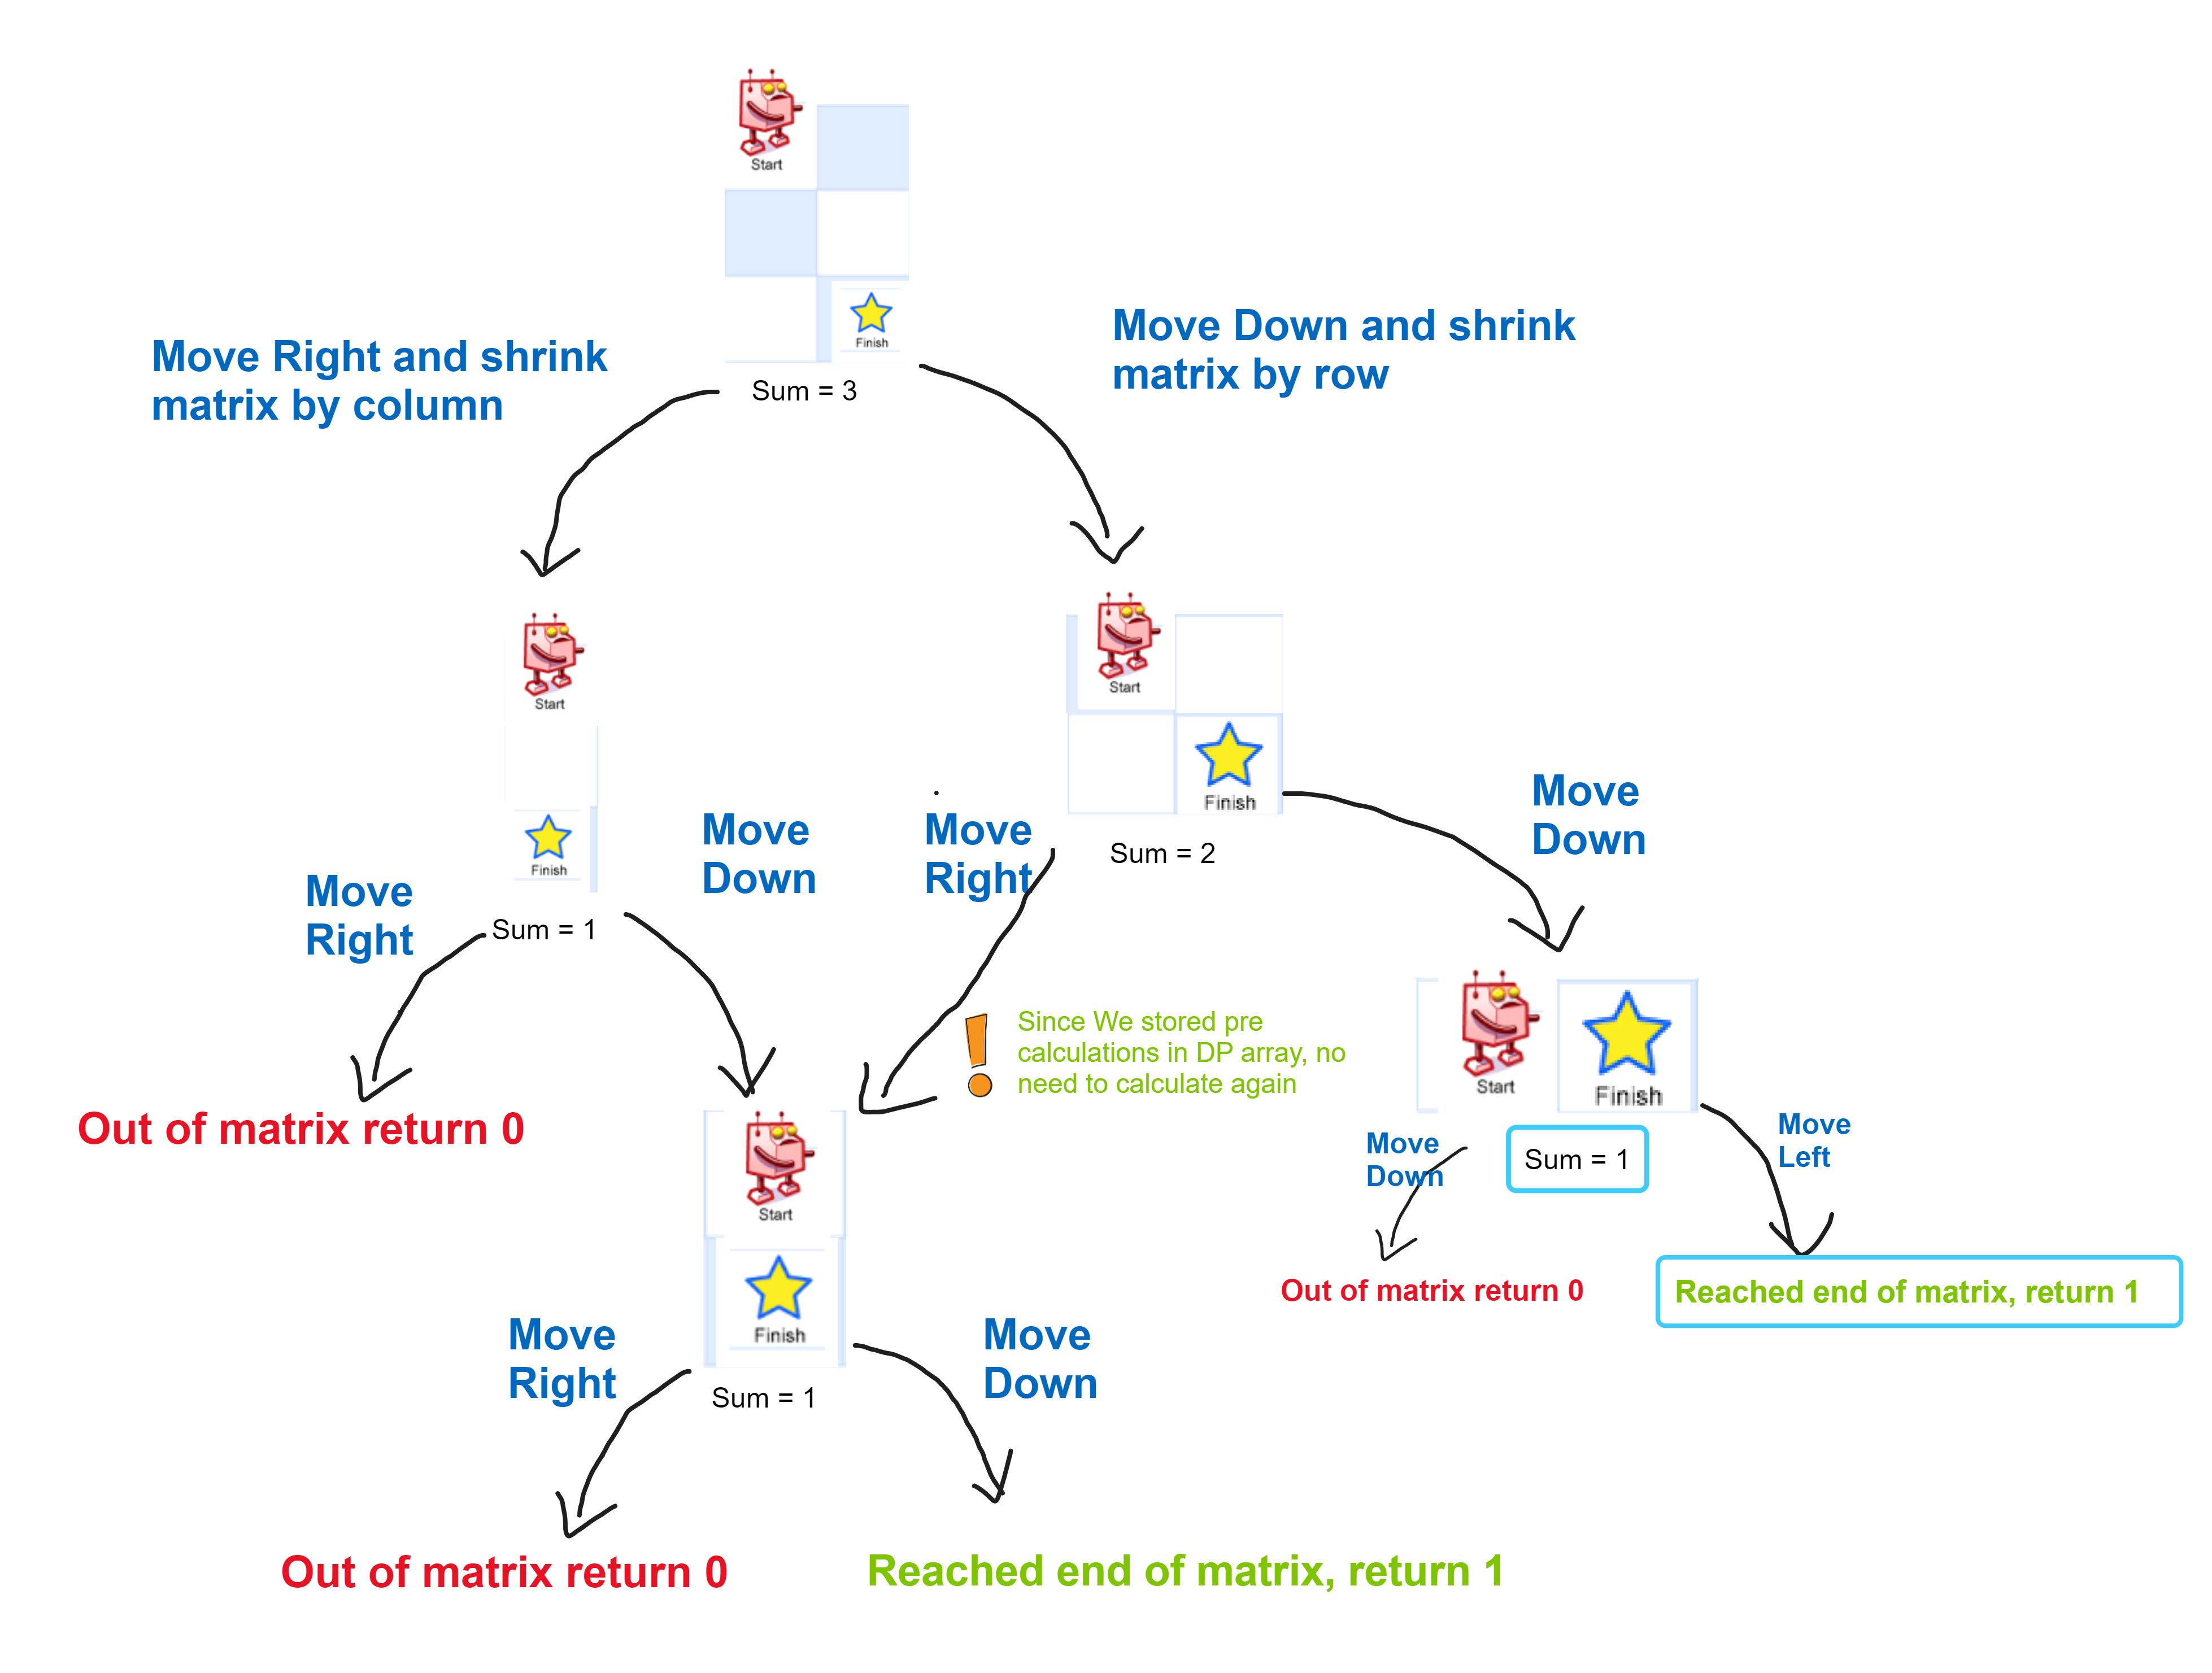 Start
Finish
Sum = 3
Move Right and shrink
matrix by column
Move Down and shrink
matrix by row
Start
Finish
Sum = 1
Start
Finish
Sum = 2
Move
Right
Move
Down
Move
Right
Move
Down
Out of matrix return 0
Since We stored pre
calculations in DP array, no
need to calculate again
Start
Finish
Sum = 1
Start
Finish
Sum = 1
Move
Down
Move
Left
Out of matrix return 0
Reached end of matrix, return 1
Move
Right
Move
Down
Out of matrix return 0
Reached end of matrix, return 1